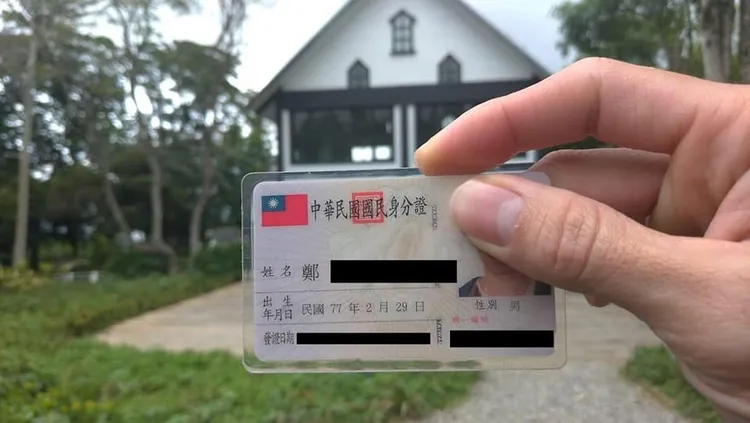 中華民國國民身分證
姓名 鄭
出生年月日 民國 77 年 2 月 29 日
性別 男
發證日期